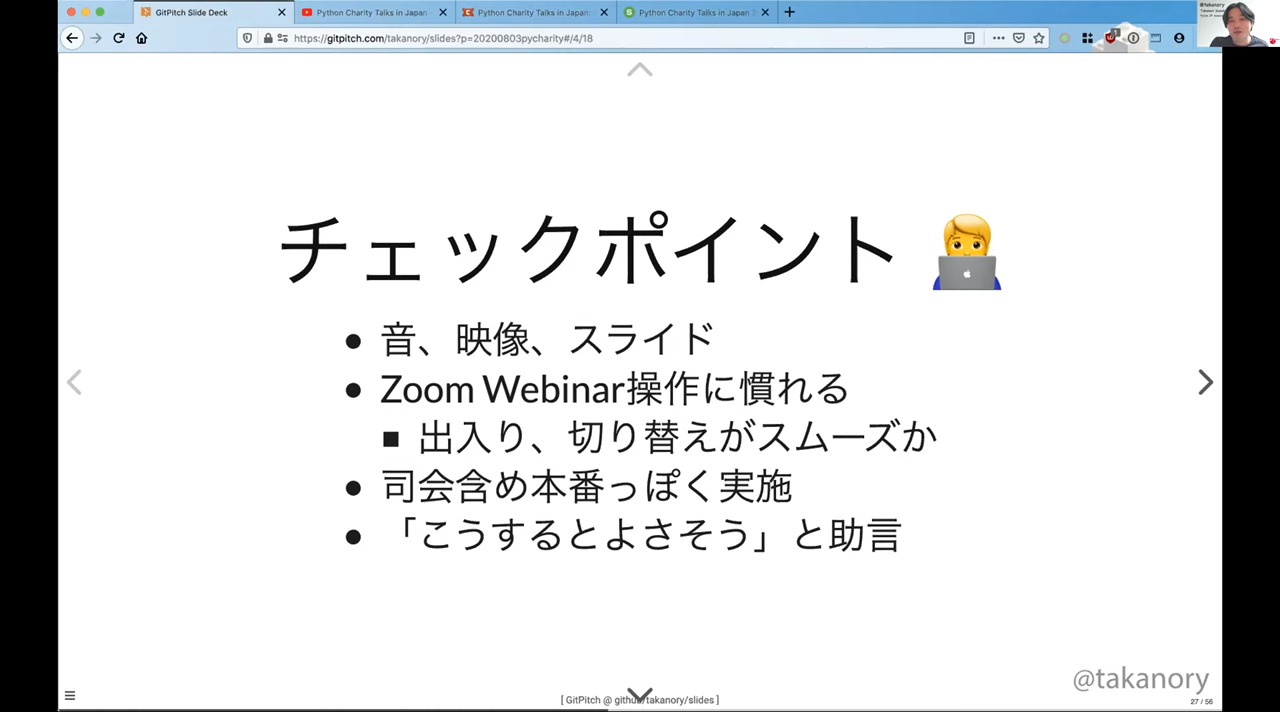 GitPitch Slide Deck
Python Charity Talks in Japan
Python Charity Talks in Japan:
Python Charity Talks in Japan
https://gitpitch.com/takanory/slides?p=20200803pycharity#/4/18
チェックポイント
音、映像、スライド
Zoom Webinar操作に慣れる
出入り、切り替えがスムーズか
司会含め本番っぽく実施
「こうするとよさそう」と助言
@takanory
[ GitPitch @ github/takanory/slides ]
27 / 56